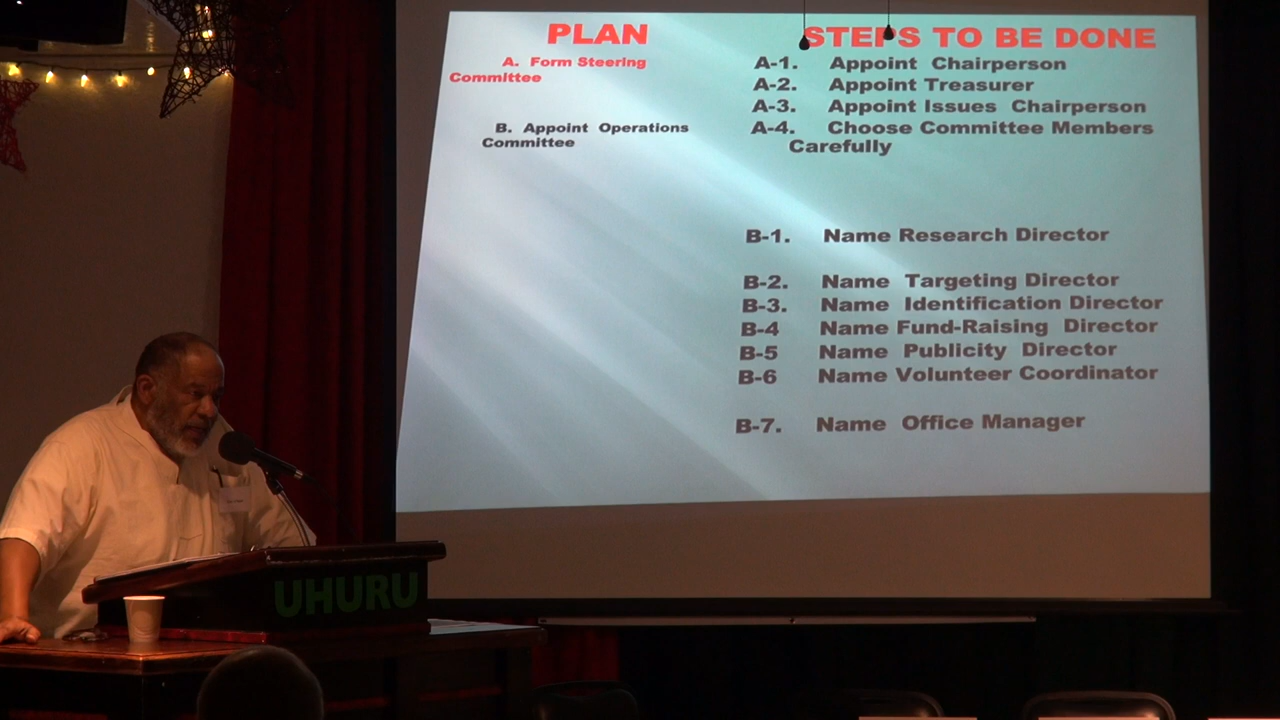 PLAN
A. Form Steering
Committee
B. Appoint Operations
Committee
STEPS TO BE DONE
A-1. Appoint Chairperson
A-2. Appoint Treasurer
A-3. Appoint Issues Chairperson
A-4. Choose Committee Members
Carefully
B-1. Name Research Director
B-2. Name Targeting Director
B-3. Name Identification Director
B-4 Name Fund-Raising Director
B-5 Name Publicity Director
B-6 Name Volunteer Coordinator
B-7. Name Office Manager
UHURU